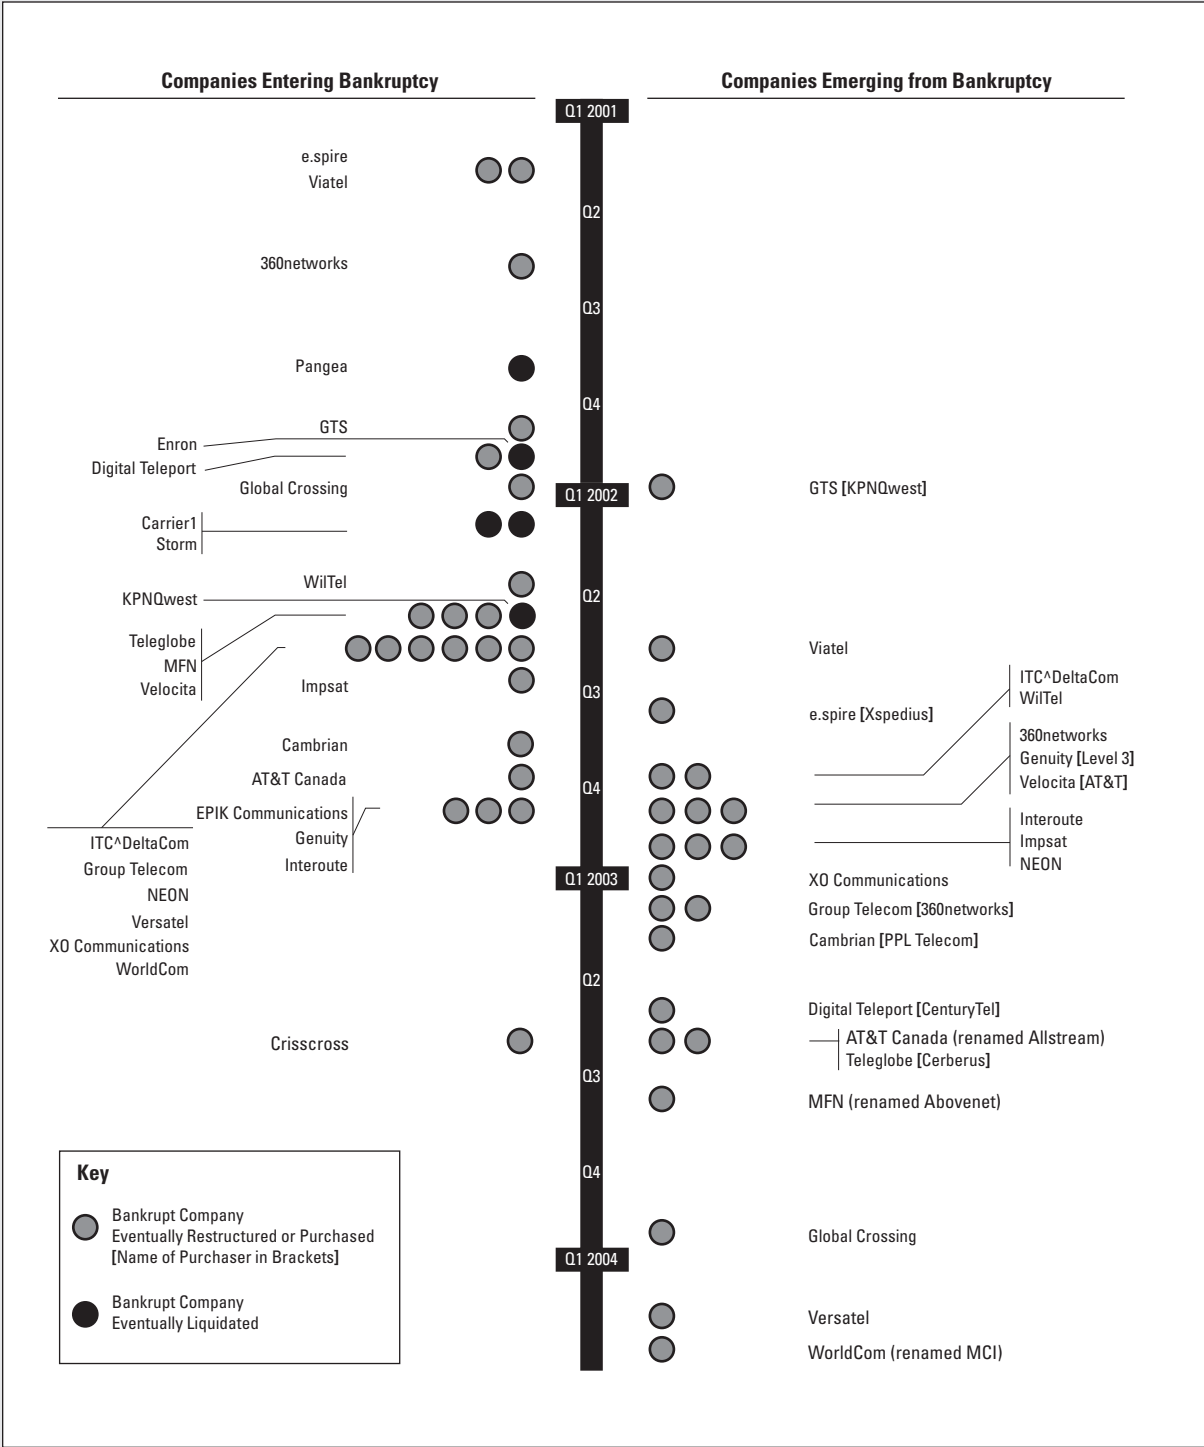 Companies Entering Bankruptcy
Companies Emerging from Bankruptcy
Q1 2001
e.spire
Viatel
Q2
360networks
Q3
Pangea
Q4
GTS
Enron
Digital Teleport
Global Crossing
Q1 2002
GTS [KPNQwest]
Carrier1
Storm
WilTel
KPNQwest
Q2
Teleglobe
MFN
Velocita
Viatel
Impsat
Q3
ITC^DeltaCom
WilTel
e.spire [Xspedius]
360networks
Genuity [Level 3]
Velocita [AT&T]
Cambrian
AT&T Canada
Q4
EPIK Communications
Genuity
Interoute
Interoute
Impsat
NEON
ITC^DeltaCom
Group Telecom
NEON
Versatel
XO Communications
WorldCom
Q1 2003
XO Communications
Group Telecom [360networks]
Cambrian [PPL Telecom]
Q2
Digital Teleport [CenturyTel]
Crisscross
AT&T Canada (renamed Allstream)
Teleglobe [Cerberus]
Q3
MFN (renamed Abovenet)
Q4
Key
Bankrupt Company
Eventually Restructured or Purchased
[Name of Purchaser in Brackets]
Bankrupt Company
Eventually Liquidated
Global Crossing
Q1 2004
Versatel
WorldCom (renamed MCI)